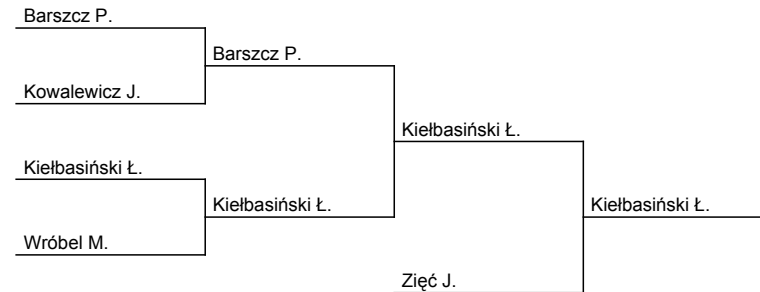 Barszcz P.
Barszcz P.
Kowalewicz J.
Kiełbasiński Ł.
Kiełbasiński Ł.
Kiełbasiński Ł.
Kiełbasiński Ł.
Wróbel M.
Zięć J.